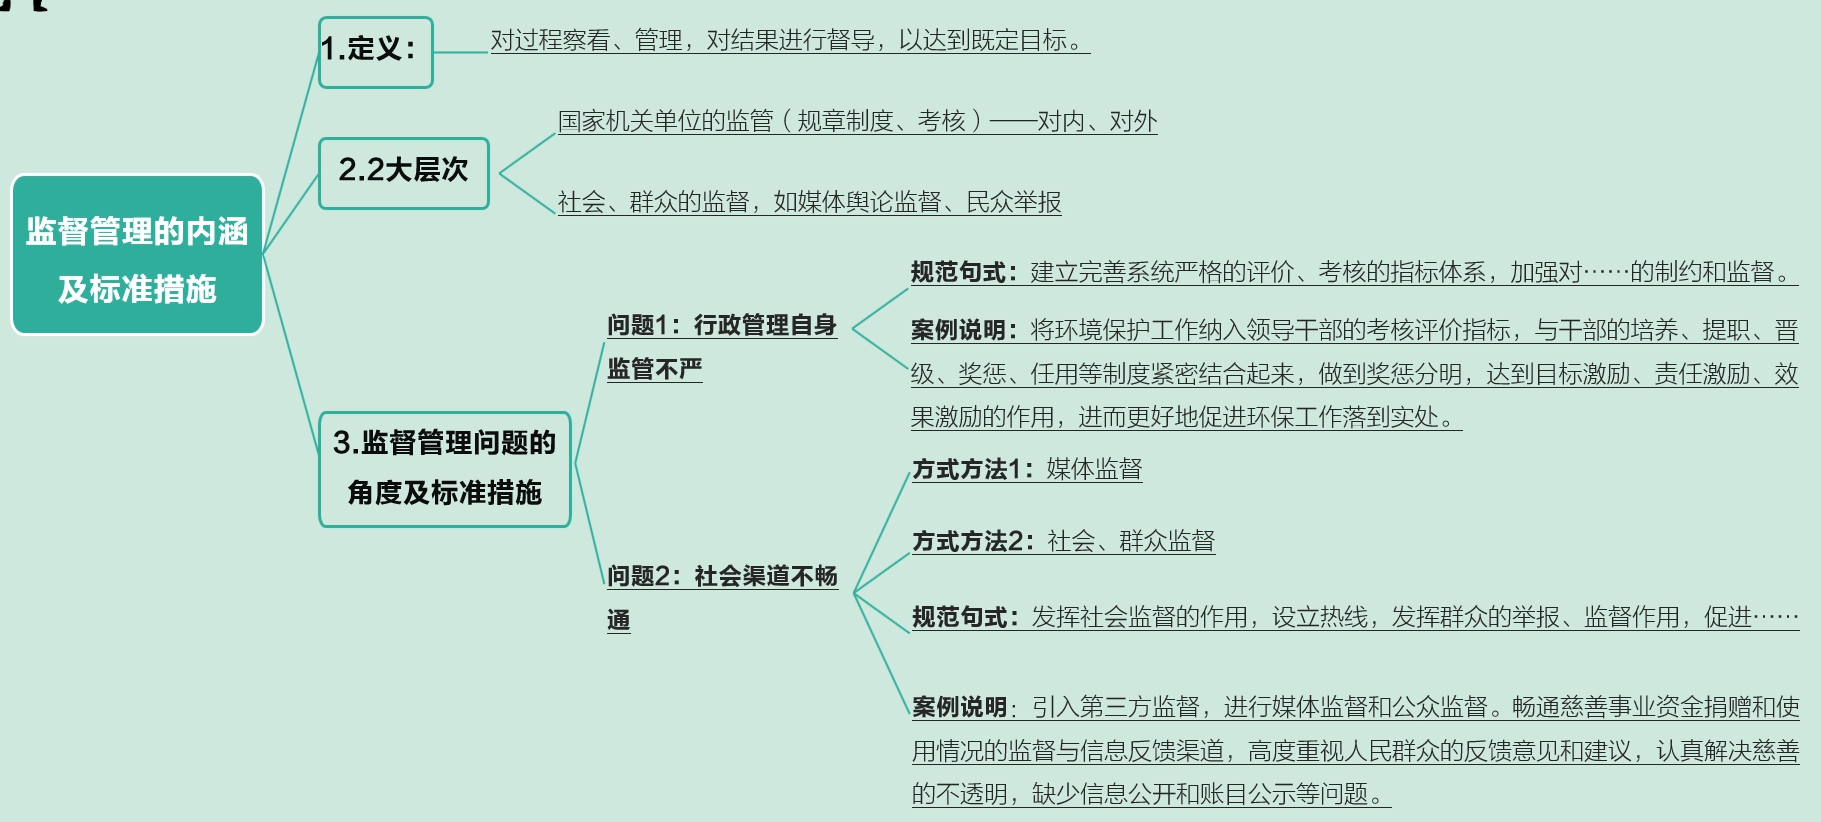 监督管理的内涵
及标准措施
1.定义：
对过程察看、管理，对结果进行督导，以达到既定目标。
2.2大层次
国家机关单位的监管（规章制度、考核）——对内、对外
社会、群众的监督，如媒体舆论监督、民众举报
3.监督管理问题的
角度及标准措施
问题1：行政管理自身
监管不严
规范句式：建立完善系统严格的评价、考核的指标体系，加强对……的制约和监督。
案例说明：将环境保护工作纳入领导干部的考核评价指标，与干部的培养、提职、晋
级、奖惩、任用等制度紧密结合起来，做到奖惩分明，达到目标激励、责任激励、效
果激励的作用，进而更好地促进环保工作落到实处。
问题2：社会渠道不畅
通
方式方法1：媒体监督
方式方法2：社会、群众监督
规范句式：发挥社会监督的作用，设立热线，发挥群众的举报、监督作用，促进……
案例说明：引入第三方监督，进行媒体监督和公众监督。畅通慈善事业资金捐赠和使
用情况的监督与信息反馈渠道，高度重视人民群众的反馈意见和建议，认真解决慈善
的不透明，缺少信息公开和账目公示等问题。